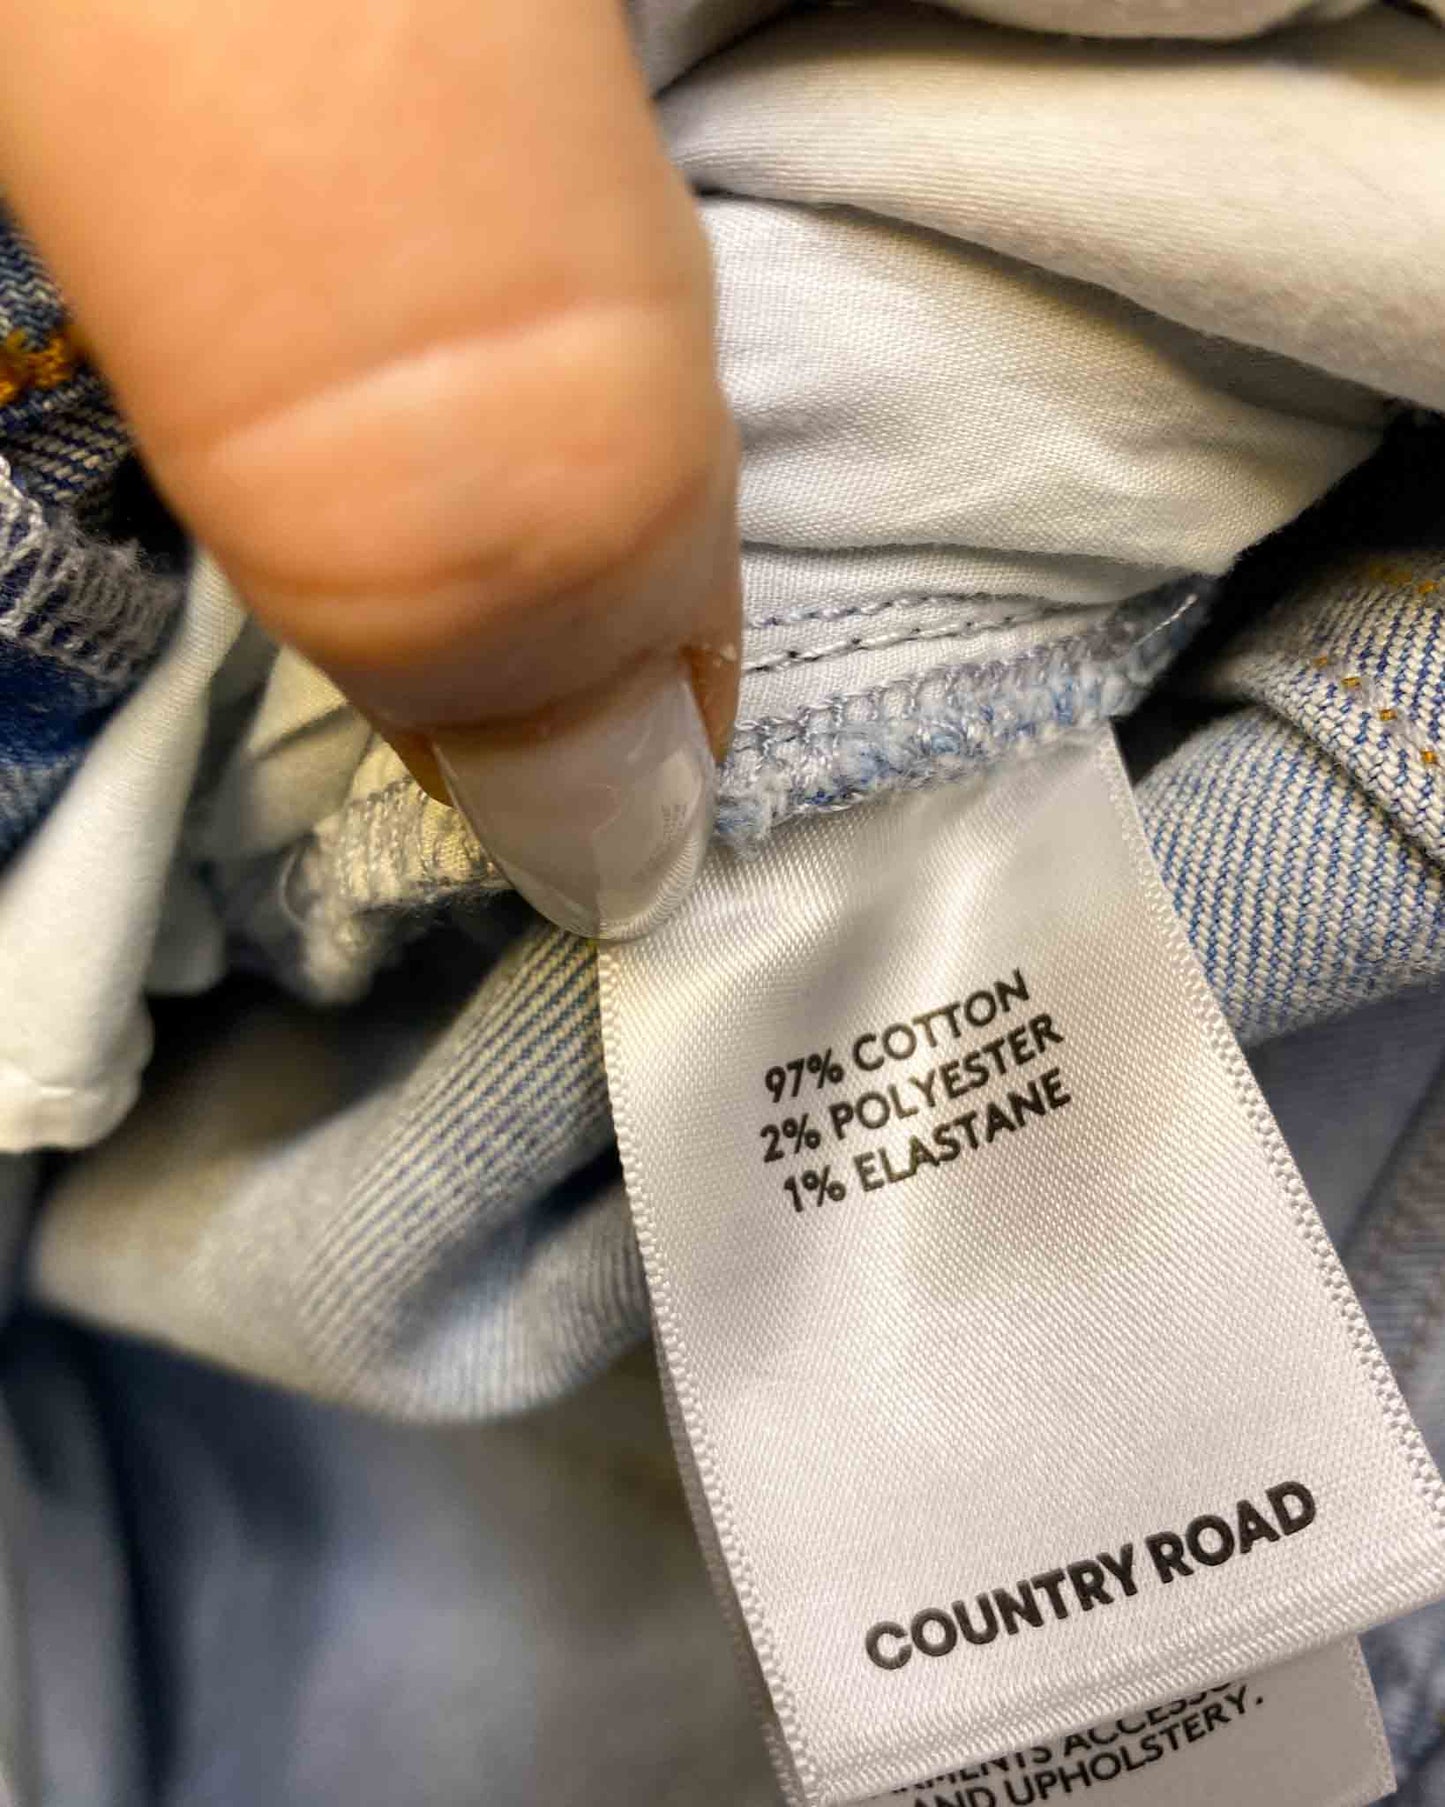 97% COTTON
2% POLYESTER
1% ELASTANE
COUNTRY ROAD
AND UPHOLSTERY.